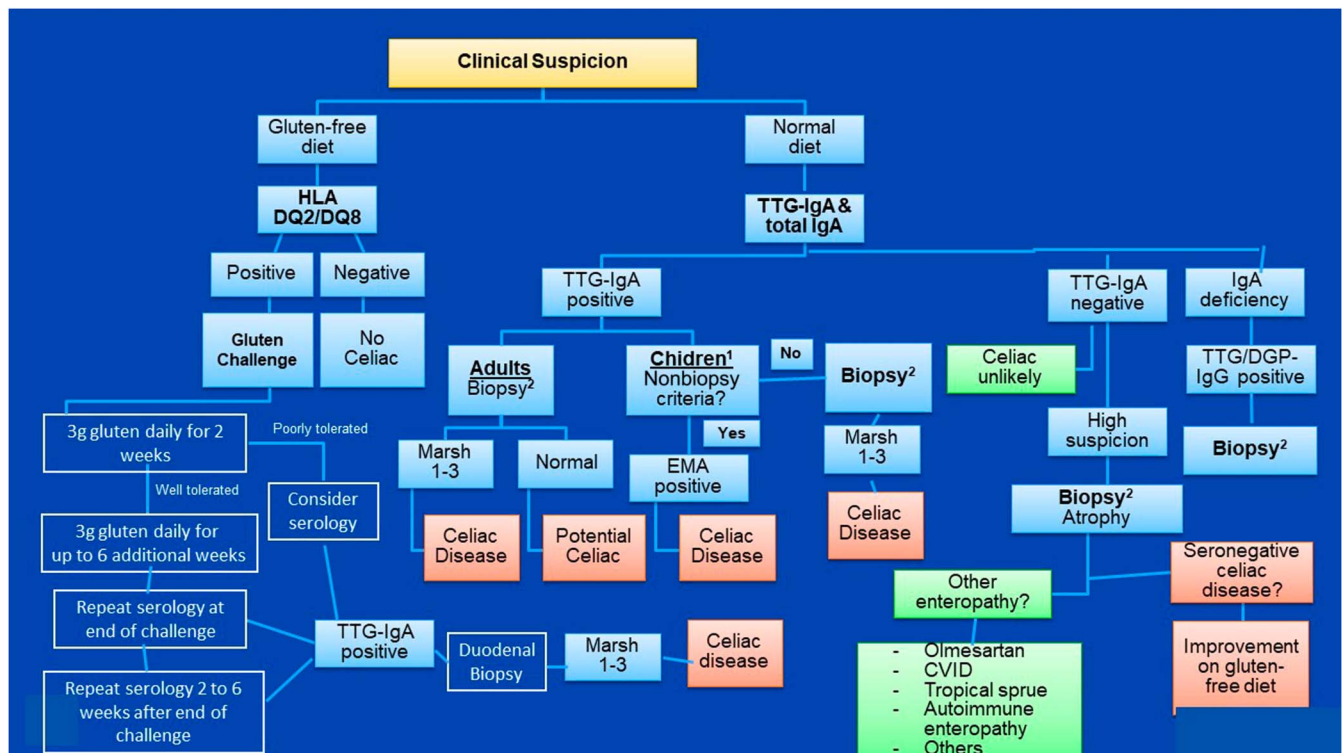 Clinical Suspicion
Gluten-free
diet
HLA
DQ2/DQ8
Positive
Negative
Gluten
Challenge
No
Celiac
3g gluten daily for 2
weeks
Poorly tolerated
Well tolerated
Consider
serology
3g gluten daily for
up to 6 additional weeks
Repeat serology at
end of challenge
Repeat serology 2 to 6
weeks after end of
challenge
TTG-IgA
positive
Duodenal
Biopsy
Marsh
1-3
Celiac
disease
Normal
diet
TTG-IgA &
total IgA
TTG-IgA
positive
Adults
Biopsy²
Marsh
1-3
Normal
Celiac
Disease
Potential
Celiac
Chidren¹
Nonbiopsy
criteria?
Yes
EMA
positive
Celiac
Disease
No
Biopsy²
Marsh
1-3
Celiac
Disease
TTG-IgA
negative
Celiac
unlikely
High
suspicion
Biopsy²
Atrophy
Other
enteropathy?
- Olmesartan
- CVID
- Tropical sprue
- Autoimmune
enteropathy
- Others
Seronegative
celiac
disease?
Improvement
on gluten-
free diet
IgA
deficiency
TTG/DGP-
IgG positive
Biopsy²